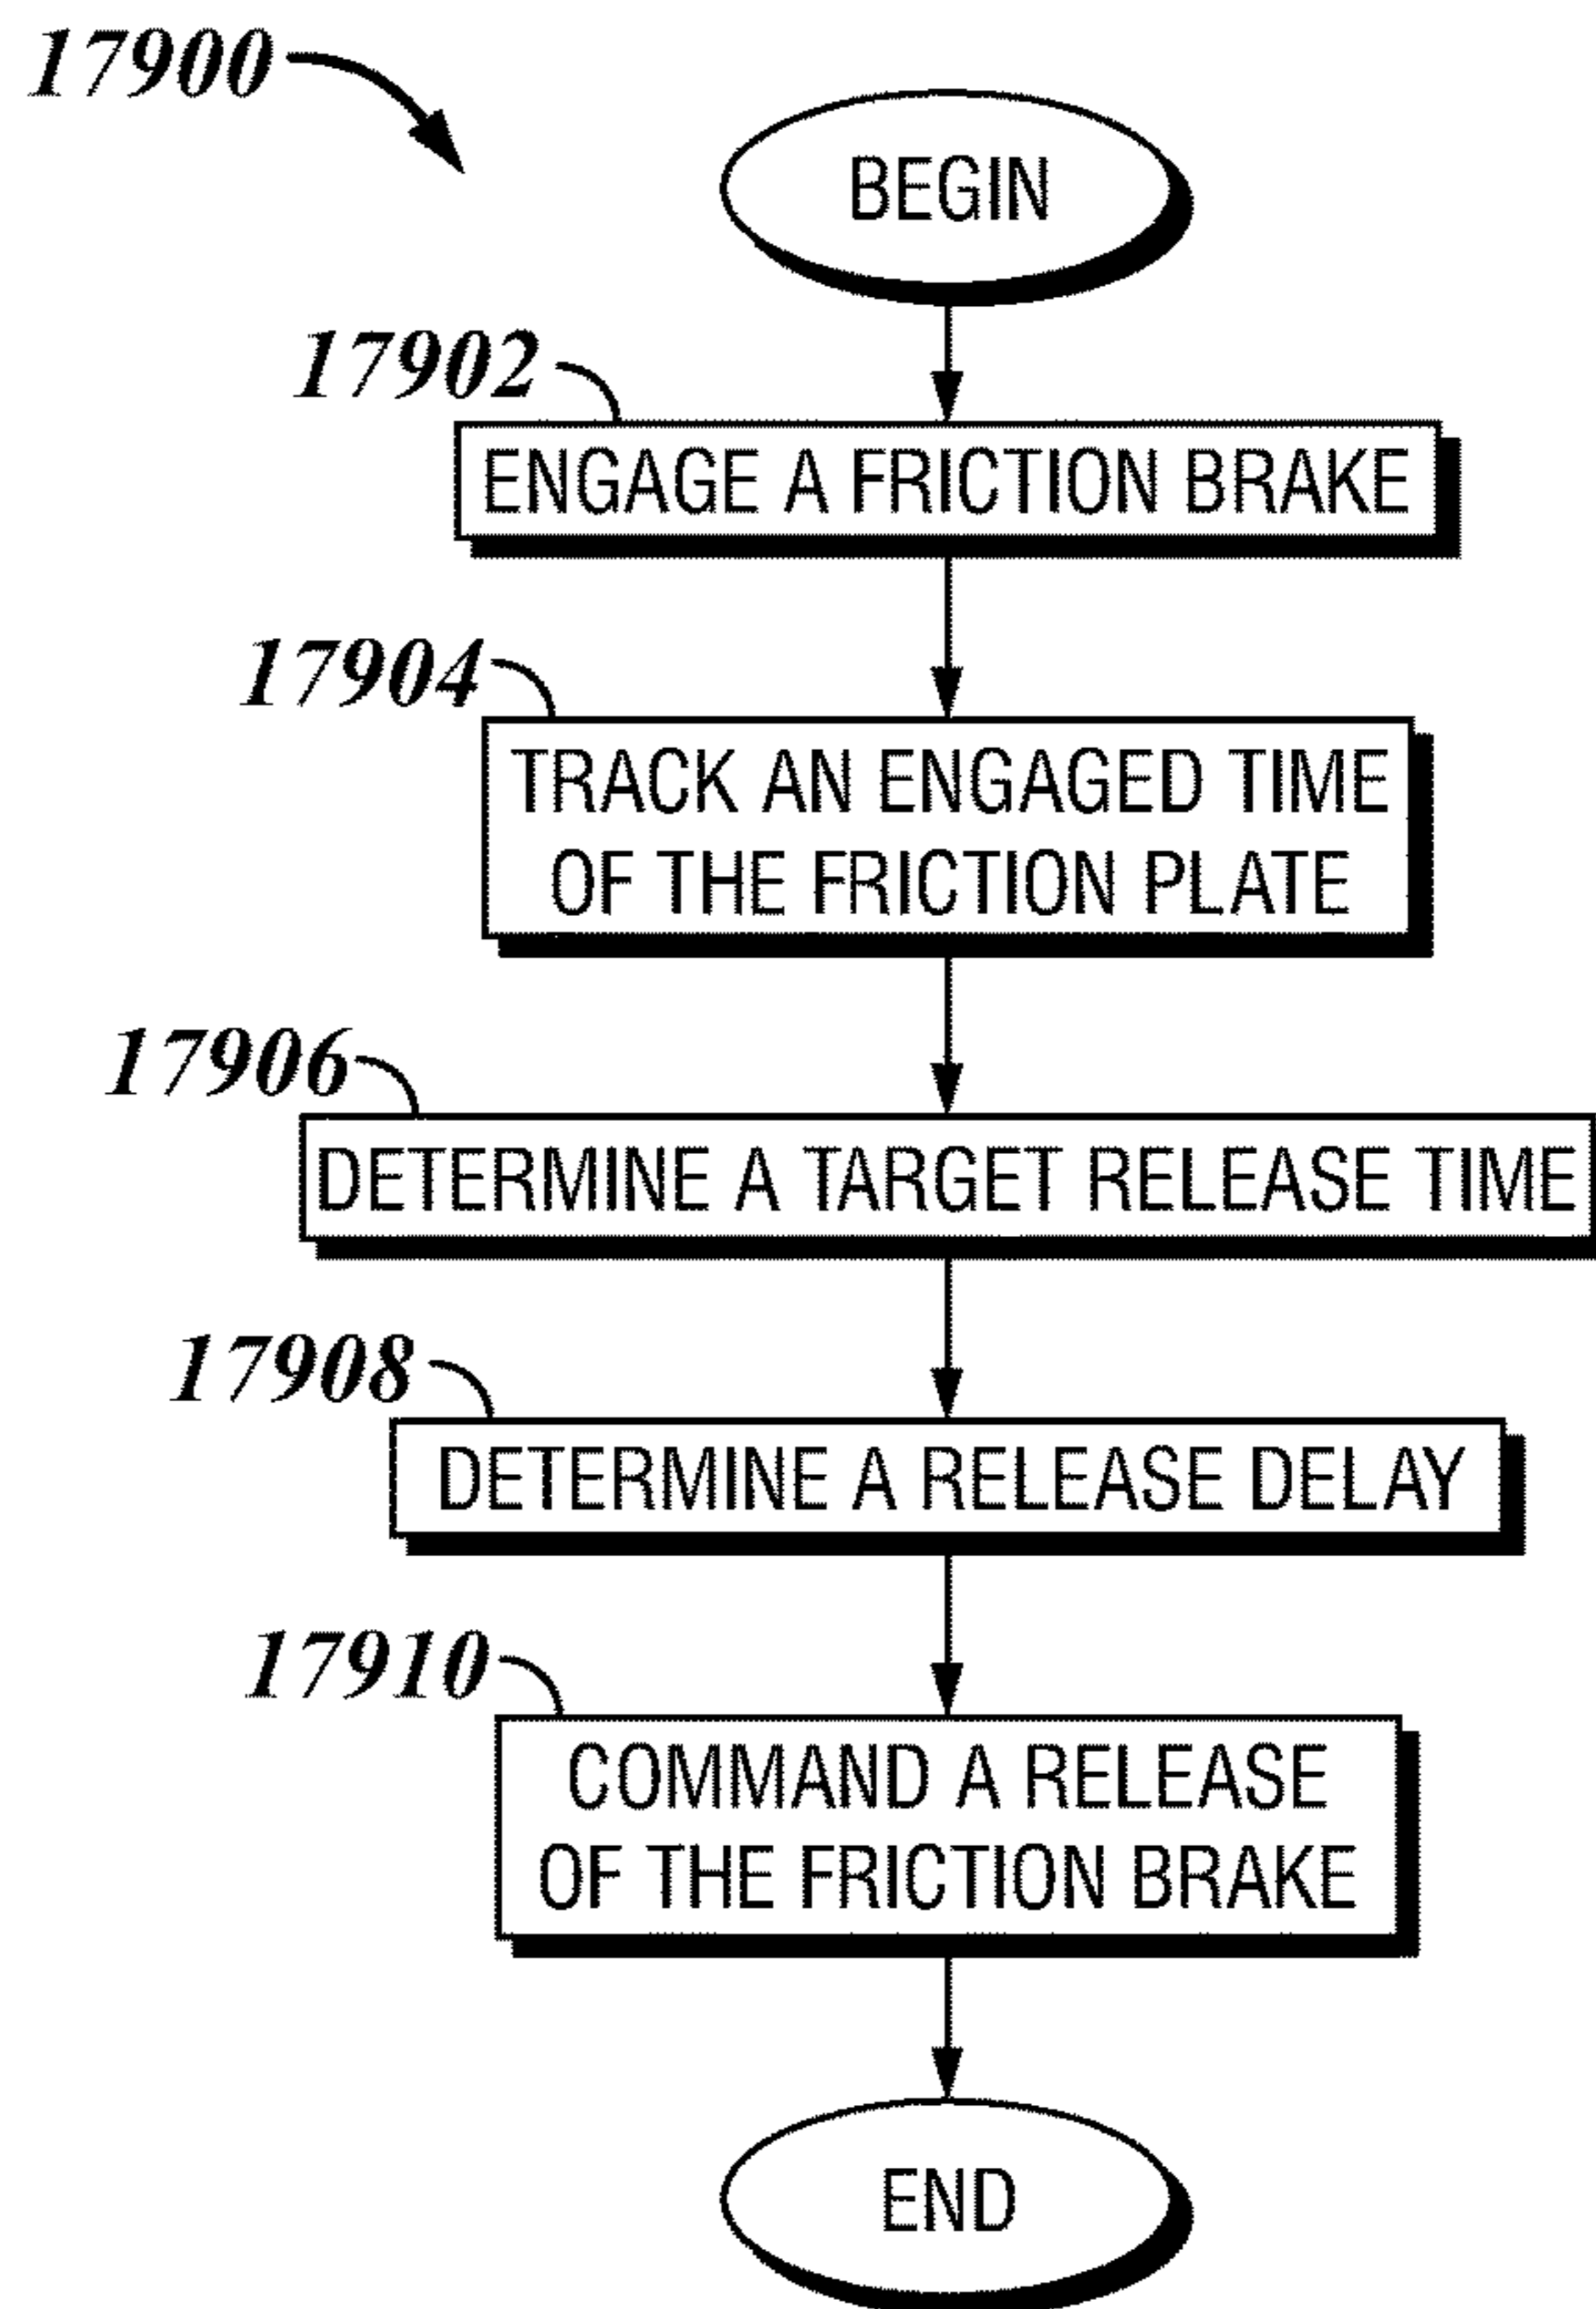 17900
BEGIN
17902
ENGAGE A FRICTION BRAKE
17904
TRACK AN ENGAGED TIME
OF THE FRICTION PLATE
17906
DETERMINE A TARGET RELEASE TIME
17908
DETERMINE A RELEASE DELAY
17910
COMMAND A RELEASE
OF THE FRICTION BRAKE
END